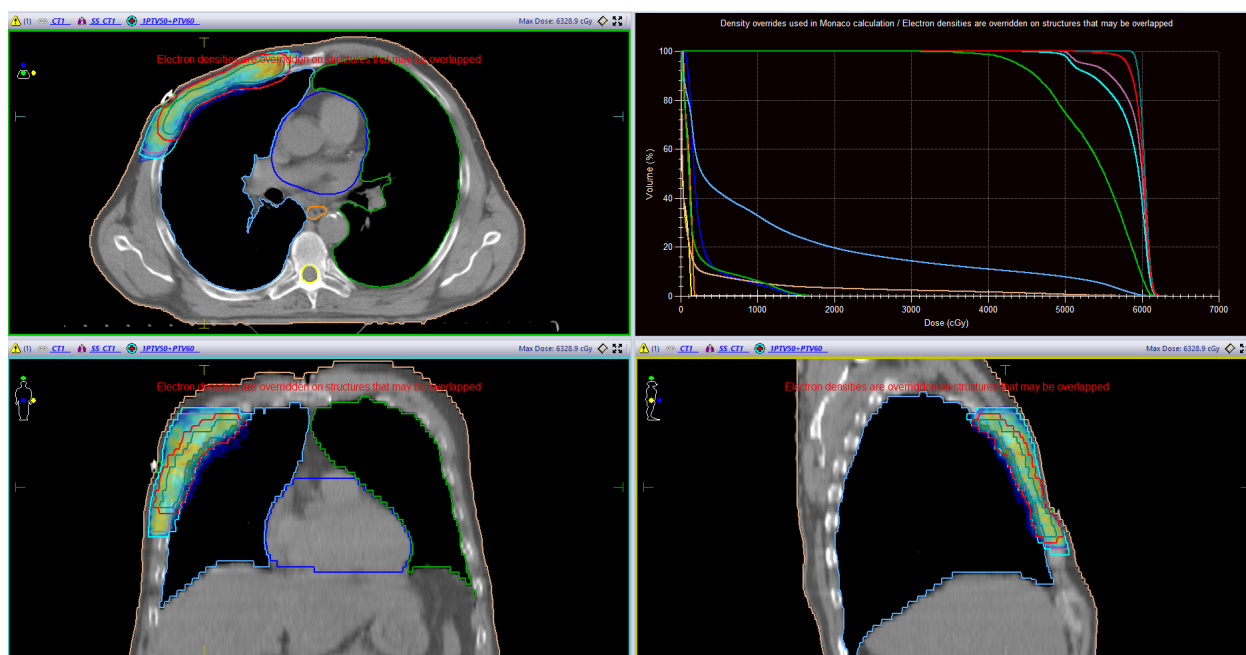 (1) CT1 SS_CT1 1PTV50+PTV60 Max Dose: 6328.9 cGy
Electron densities are overridden on structures that may be overlapped
Density overrides used in Monaco calculation / Electron densities are overridden on structures that may be overlapped
100
80
60
40
20
0
Volume (%)
0 1000 2000 3000 4000 5000 6000 7000
Dose (cGy)
(1) CT1 SS_CT1 1PTV50+PTV60 Max Dose: 6328.9 cGy
Electron densities are overridden on structures that may be overlapped
(1) CT1 SS_CT1 1PTV50+PTV60 Max Dose: 6328.9 cGy
Electron densities are overridden on structures that may be overlapped